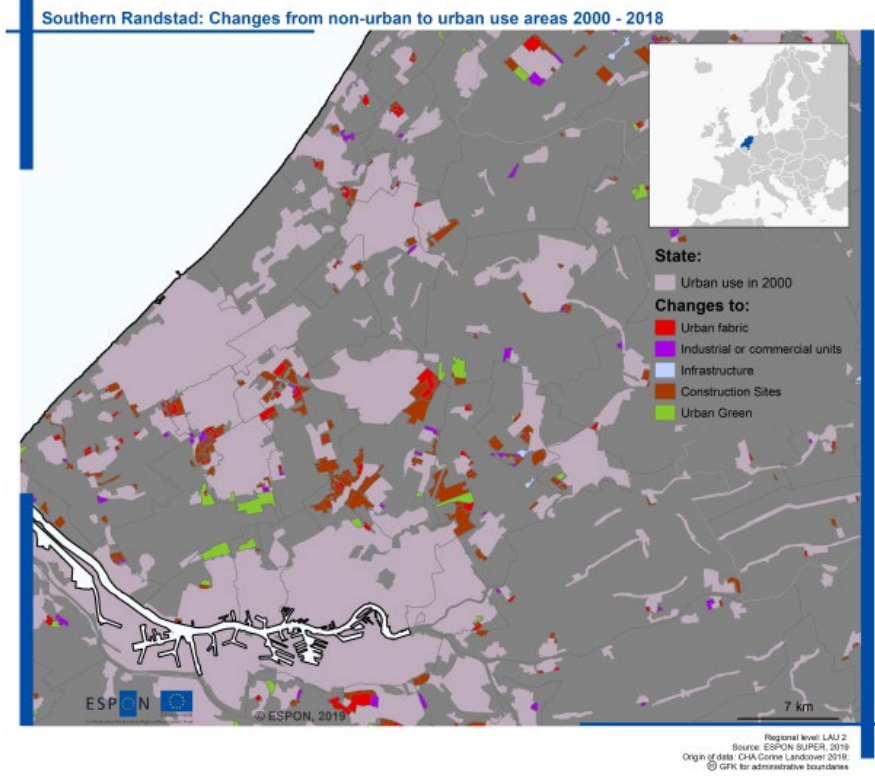 Southern Randstad: Changes from non-urban to urban use areas 2000 - 2018
State:
Urban use in 2000
Changes to:
Urban fabric
Industrial or commercial units
Infrastructure
Construction Sites
Urban Green
ESPON
© ESPON, 2019
7 km
Regional level: LAU 2
Source: ESPON SUPER, 2019
Origin of data: CHA Corine Landcover 2019;
© GFK for administrative boundaries